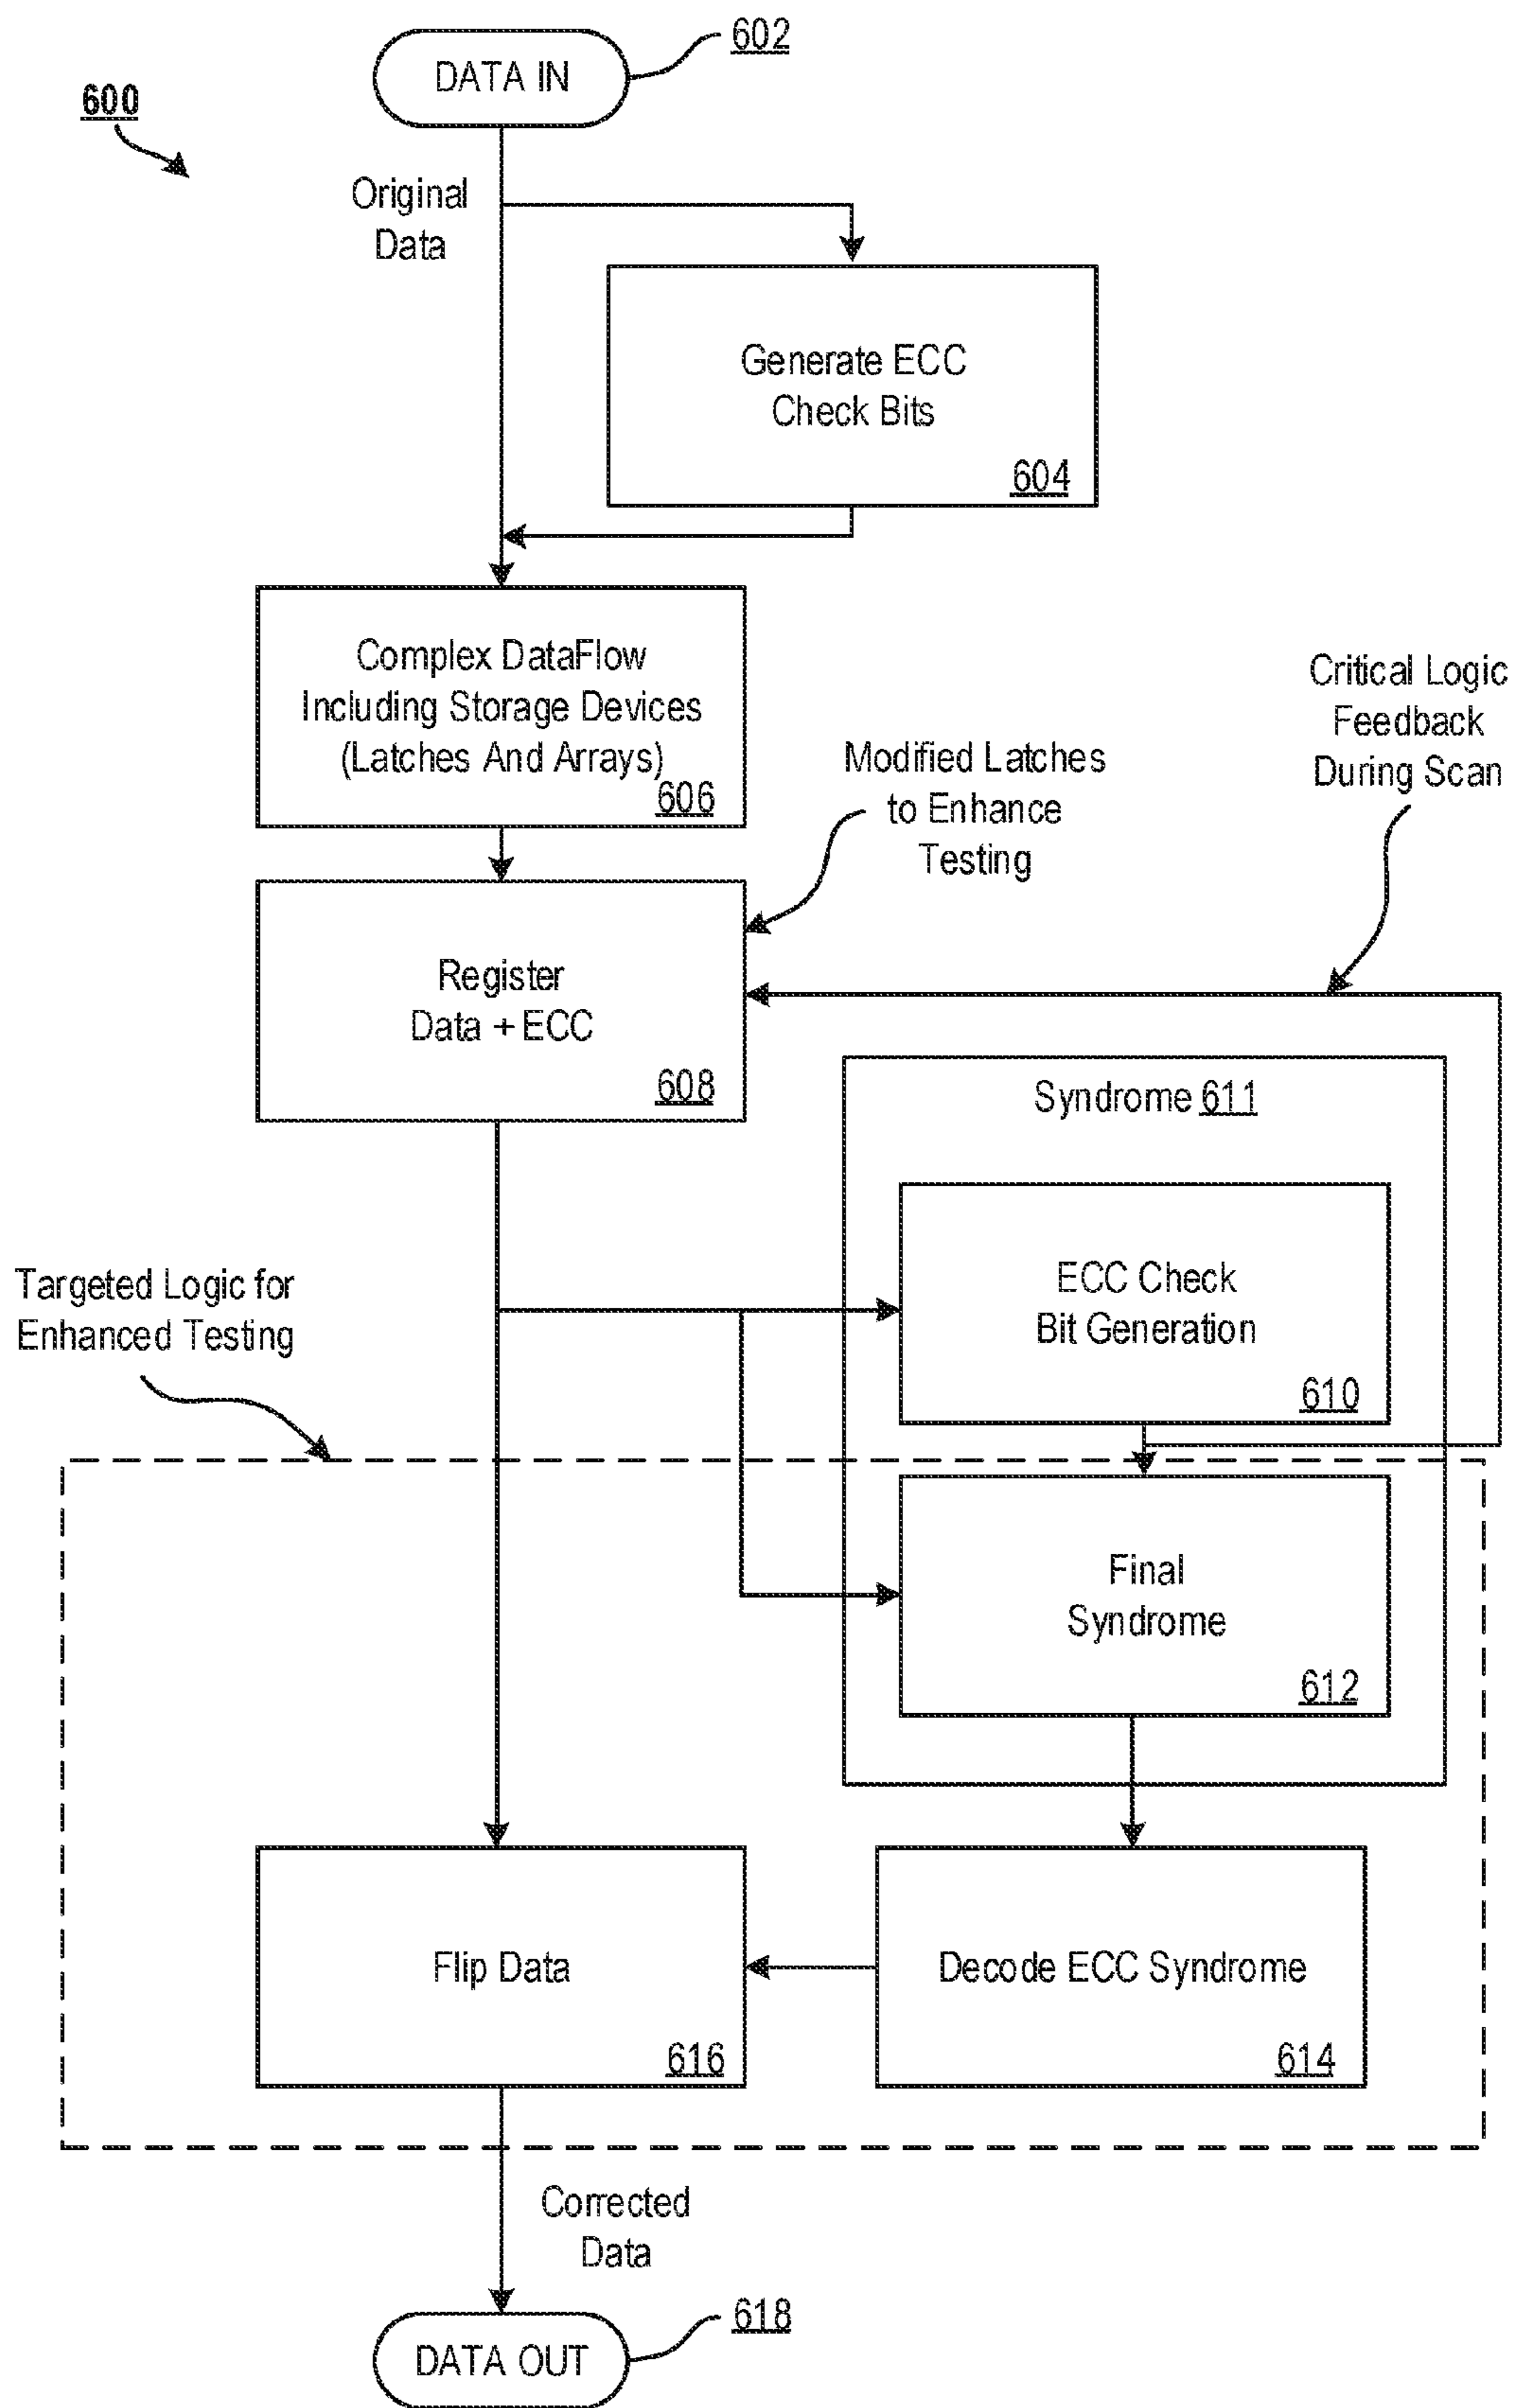 602
DATA IN
600
Original
Data
Generate ECC
Check Bits
604
Complex DataFlow
Including Storage Devices
(Latches And Arrays)
606
Critical Logic
Feedback
During Scan
Modified Latches
to Enhance
Testing
Register
Data + ECC
608
Syndrome 611
ECC Check
Bit Generation
610
Targeted Logic for
Enhanced Testing
Final
Syndrome
612
Flip Data
616
Decode ECC Syndrome
614
Corrected
Data
618
DATA OUT